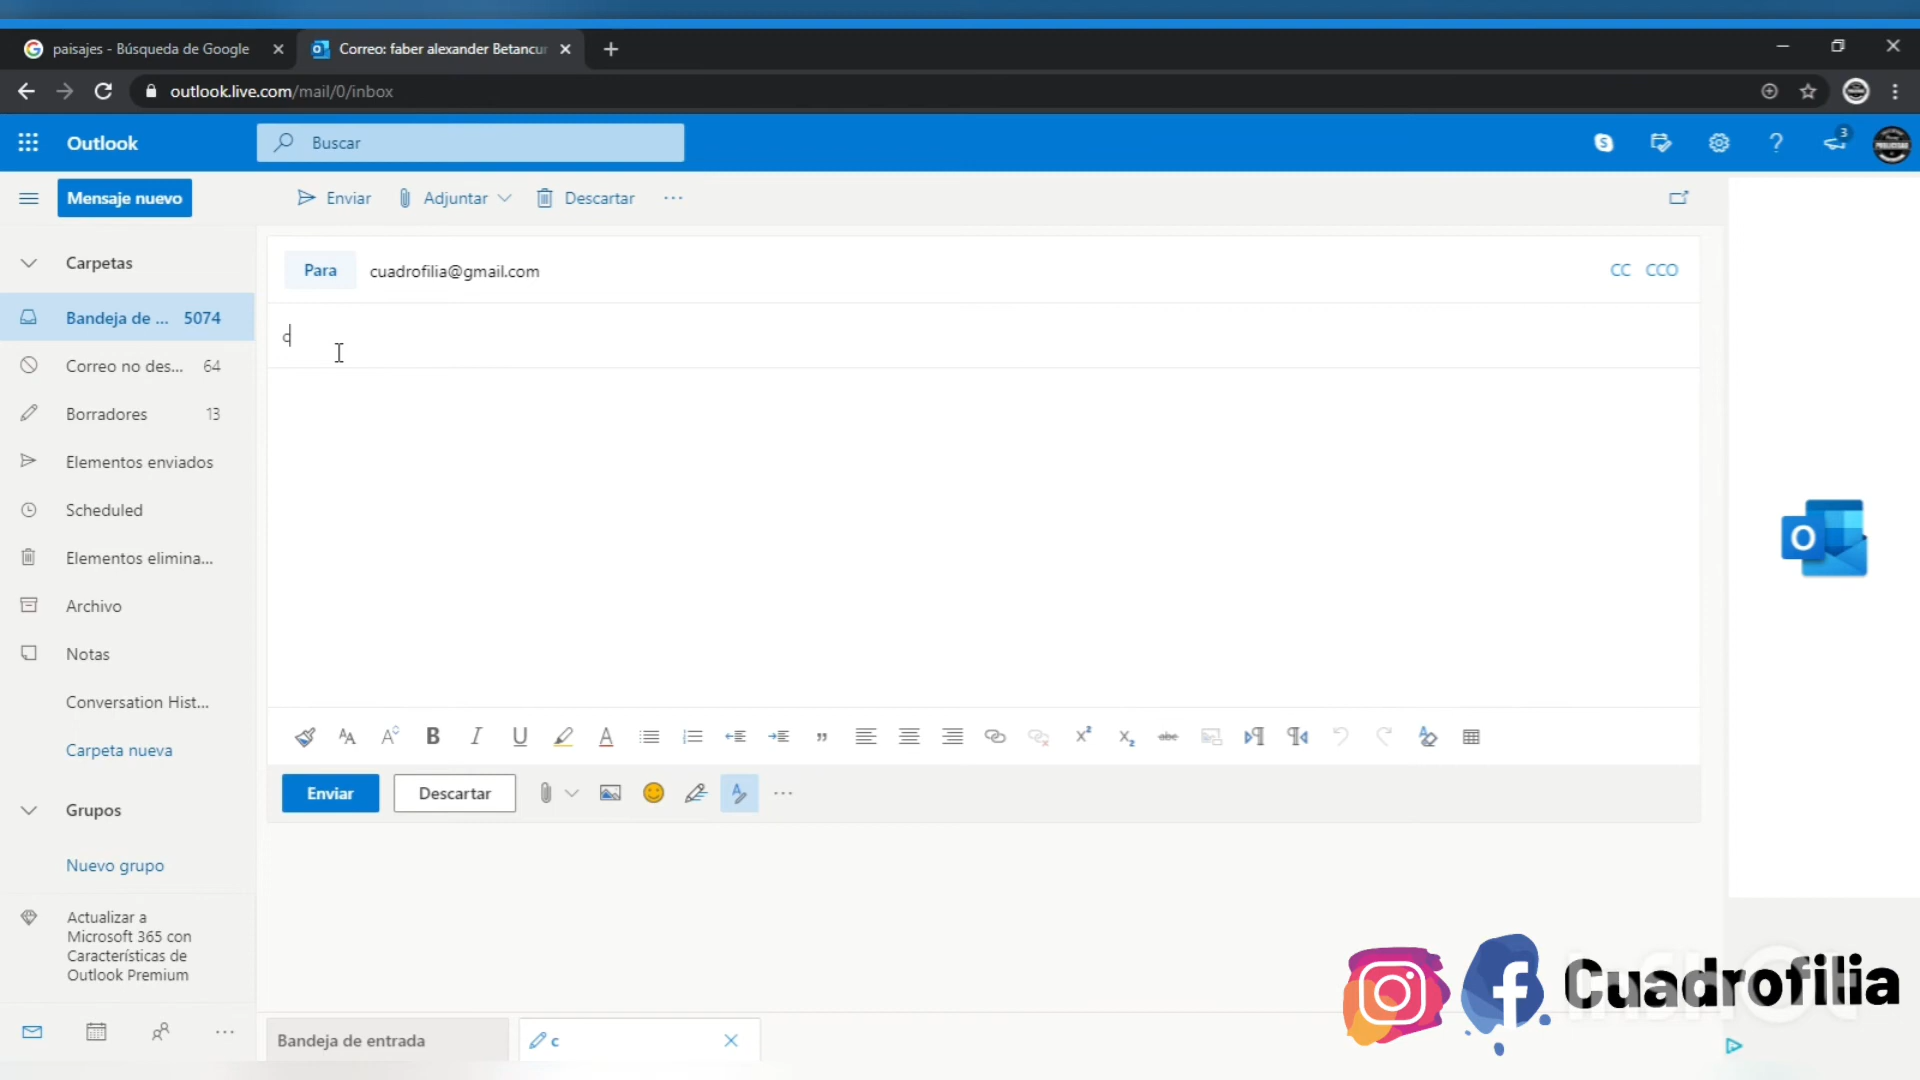 paisajes - Búsqueda de Google
Correo: faber alexander Betancur
outlook.live.com/mail/0/inbox
Outlook
Buscar
3
Mensaje nuevo
Enviar
Adjuntar
Descartar
Carpetas
Para
cuadrofilia@gmail.com
CC
CCO
Bandeja de ... 5074
c
Correo no des... 64
Borradores 13
Elementos enviados
Scheduled
Elementos elimina...
Archivo
Notas
Conversation Hist...
Carpeta nueva
Enviar
Descartar
Grupos
Nuevo grupo
Actualizar a
Microsoft 365 con
Características de
Outlook Premium
Cuadrofilia
InShOt
Bandeja de entrada
c